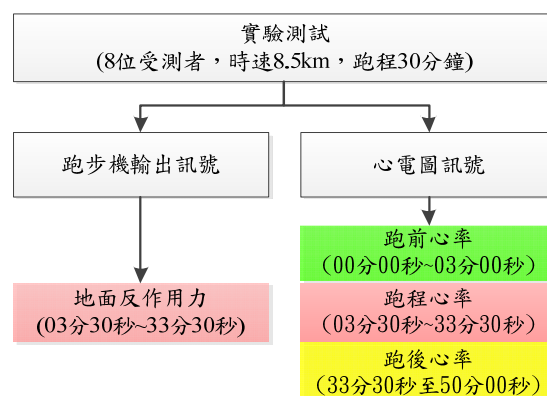 實驗測試
(8位受測者，時速8.5km，跑程30分鐘)
跑步機輸出訊號
心電圖訊號
地面反作用力
(03分30秒~33分30秒)
跑前心率
（00分00秒~03分00秒）
跑程心率
（03分30秒~33分30秒）
跑後心率
（33分30秒至50分00秒）